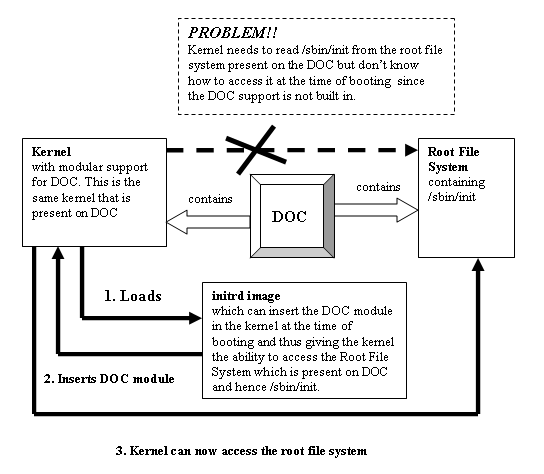 PROBLEM!!
Kernel needs to read /sbin/init from the root file
system present on the DOC but don't know
how to access it at the time of booting since
the DOC support is not built in.
Kernel
with modular support
for DOC. This is the
same kernel that is
present on DOC
Root File
System
containing
/sbin/init
contains
contains
DOC
1. Loads
initrd image
which can insert the DOC module
in the kernel at the time of
booting and thus giving the kernel
the ability to access the Root File
System which is present on DOC
and hence /sbin/init.
2. Inserts DOC module
3. Kernel can now access the root file system